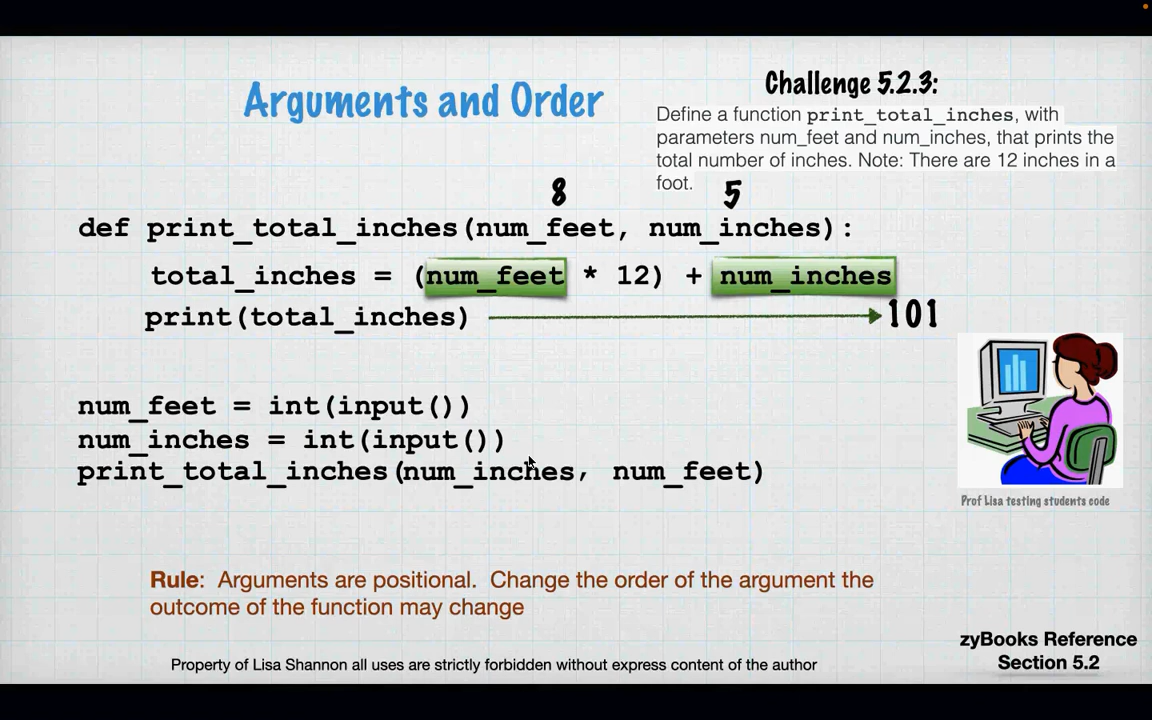 Arguments and Order
Challenge 5.2.3:
Define a function print_total_inches, with
parameters num_feet and num_inches, that prints the
total number of inches. Note: There are 12 inches in a
foot.
8 5
def print_total_inches(num_feet, num_inches):
total_inches = (num_feet * 12) + num_inches
print(total_inches) 101
num_feet = int(input())
num_inches = int(input())
print_total_inches(num_inches, num_feet)
Prof Lisa testing students code
Rule: Arguments are positional. Change the order of the argument the
outcome of the function may change
zyBooks Reference
Section 5.2
Property of Lisa Shannon all uses are strictly forbidden without express content of the author